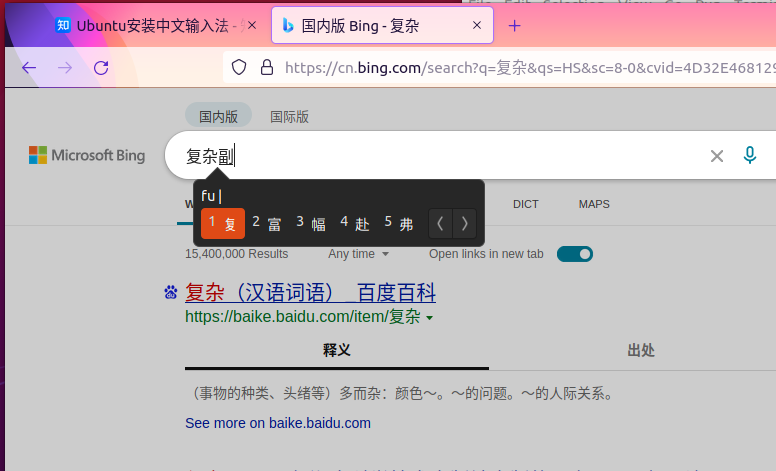 Ubuntu安装中文输入法 -
国内版 Bing - 复杂
https://cn.bing.com/search?q=复杂&qs=HS&sc=8-0&cvid=4D32E468129
国内版 国际版
Microsoft Bing
复杂副
fu
1 复 2 富 3 幅 4 赴 5 弗
DICT MAPS
15,400,000 Results Any time Open links in new tab
复杂（汉语词语）_百度百科
https://baike.baidu.com/item/复杂
释义 出处
（事物的种类、头绪等）多而杂：颜色～。～的问题。～的人际关系。
See more on baike.baidu.com